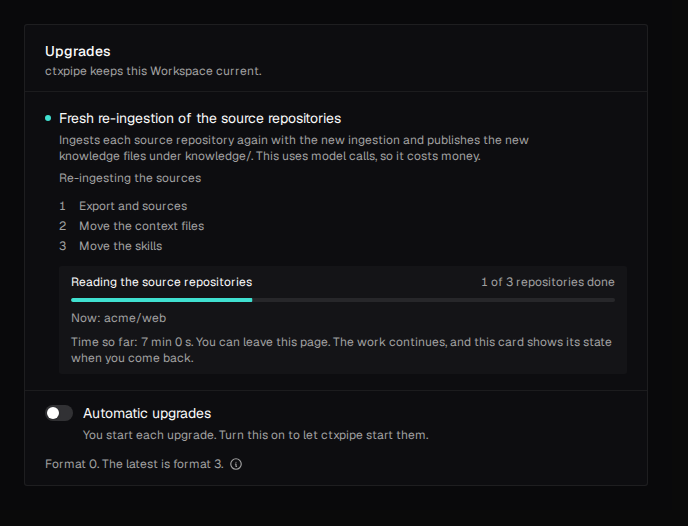 Upgrades
ctxpipe keeps this Workspace current.
Fresh re-ingestion of the source repositories
Ingests each source repository again with the new ingestion and publishes the new
knowledge files under knowledge/. This uses model calls, so it costs money.
Re-ingesting the sources
1 Export and sources
2 Move the context files
3 Move the skills
Reading the source repositories 1 of 3 repositories done
Now: acme/web
Time so far: 7 min 0 s. You can leave this page. The work continues, and this card shows its state
when you come back.
Automatic upgrades
You start each upgrade. Turn this on to let ctxpipe start them.
Format 0. The latest is format 3.